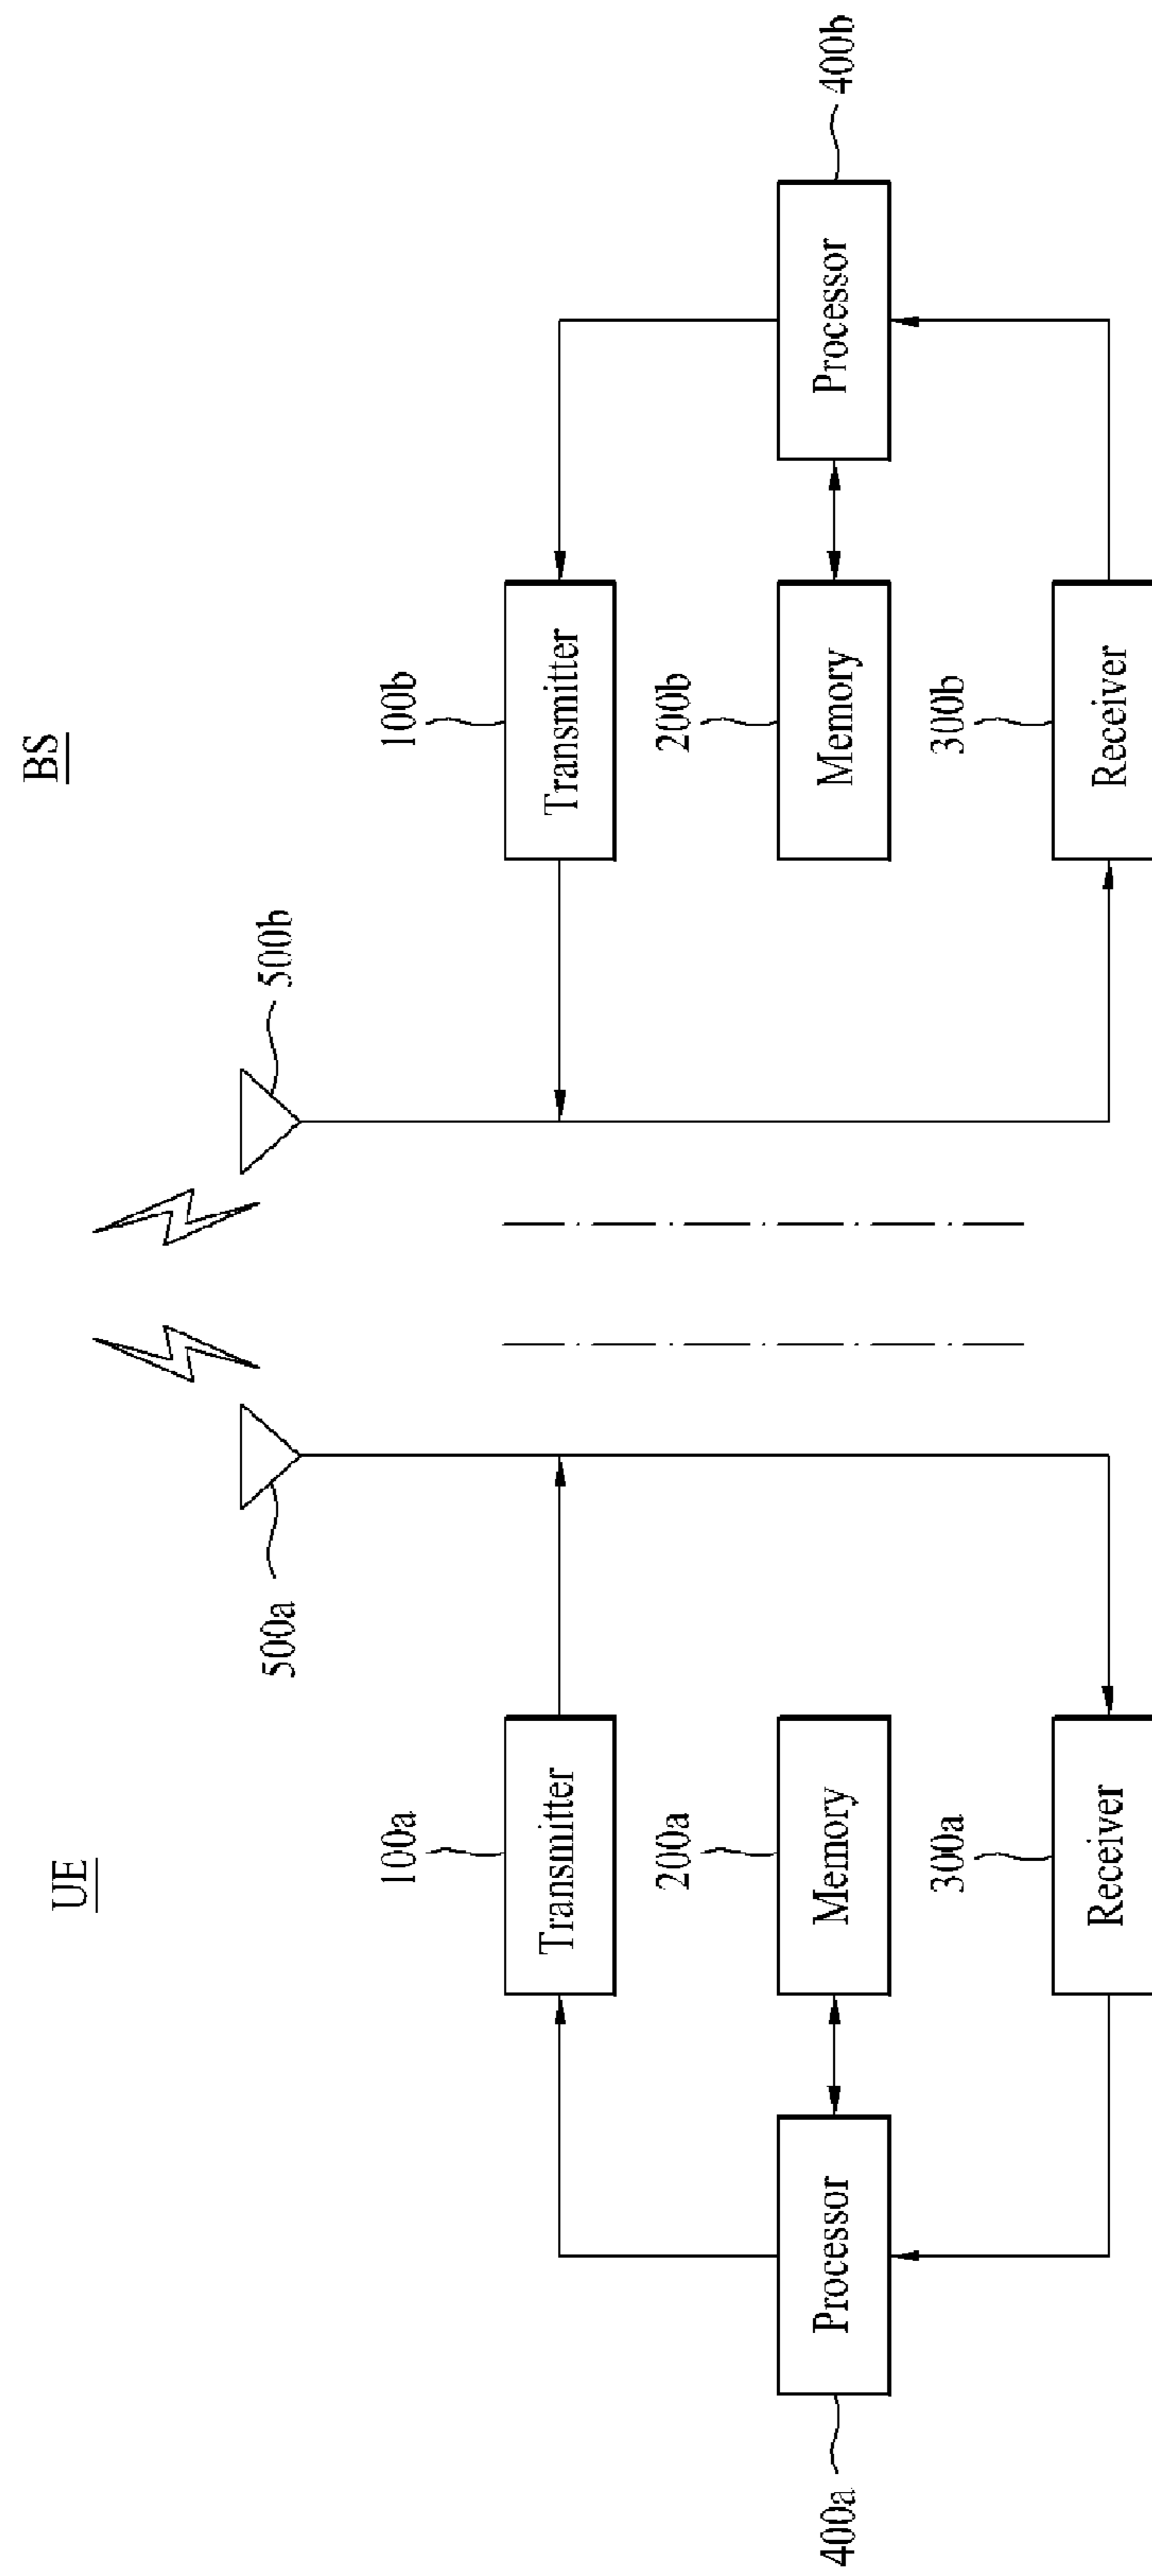 UE
BS
500a
500b
100a
100b
Transmitter
Transmitter
400a
Processor
200a
Memory
200b
Memory
Processor
400b
300a
300b
Receiver
Receiver